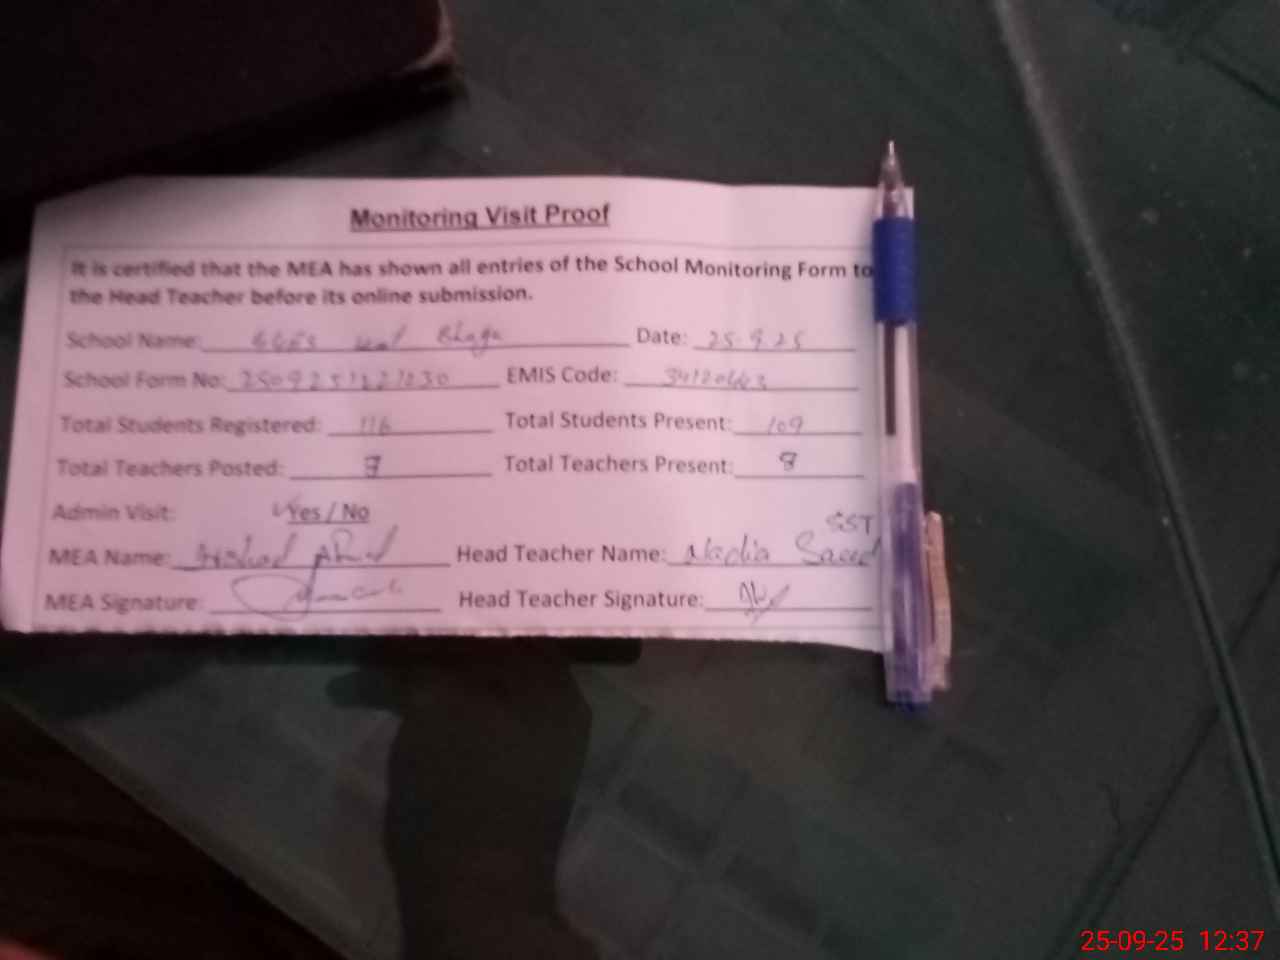 Monitoring Visit Proof
It is certified that the MEA has shown all entries of the School Monitoring Form to
the Head Teacher before its online submission.
School Name: Date: 25.9.25
School Form No: EMIS Code:
Total Students Registered: 116 Total Students Present: 109
Total Teachers Posted: Total Teachers Present: 8
Admin Visit: Yes / No
SST
MEA Name: Head Teacher Name: Nadia Saeed
MEA Signature: Head Teacher Signature:
25-09-25 12:37